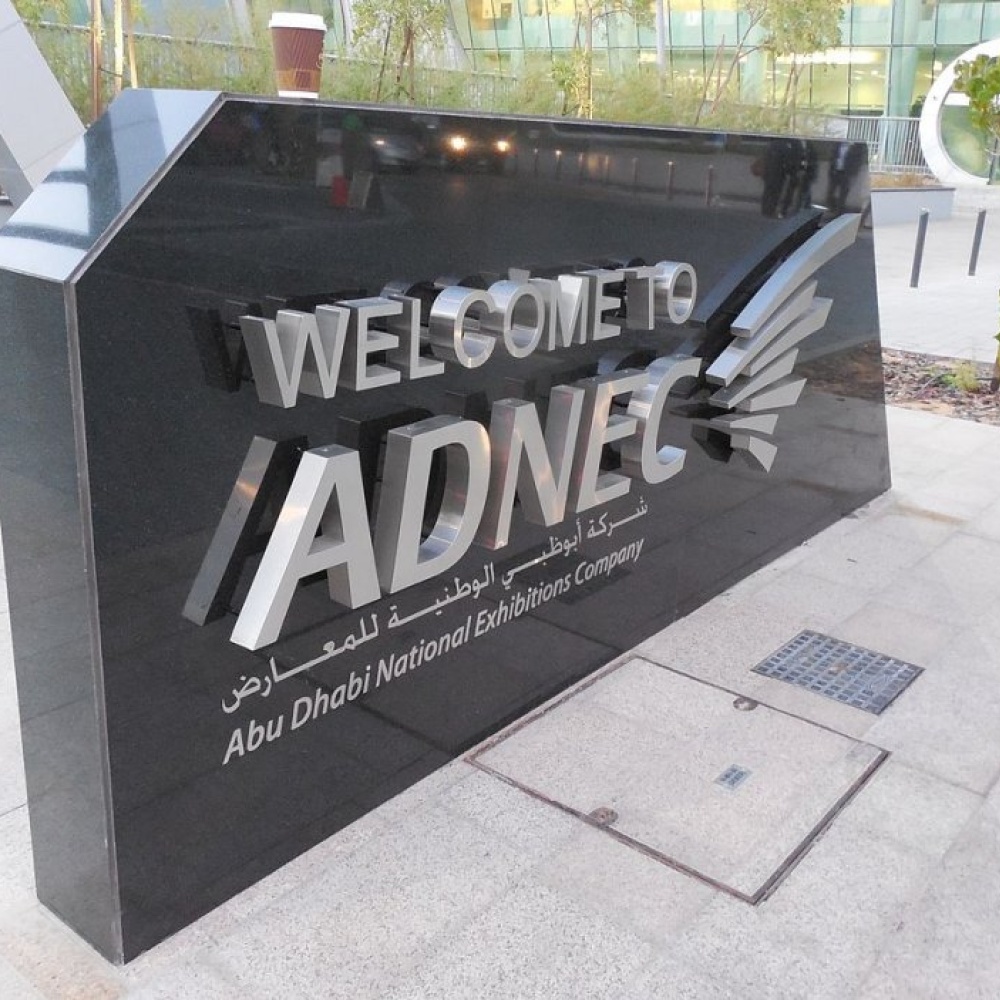 WELCOME TO
ADNEC
شركة أبوظبي الوطنية للمعارض
Abu Dhabi National Exhibitions Company